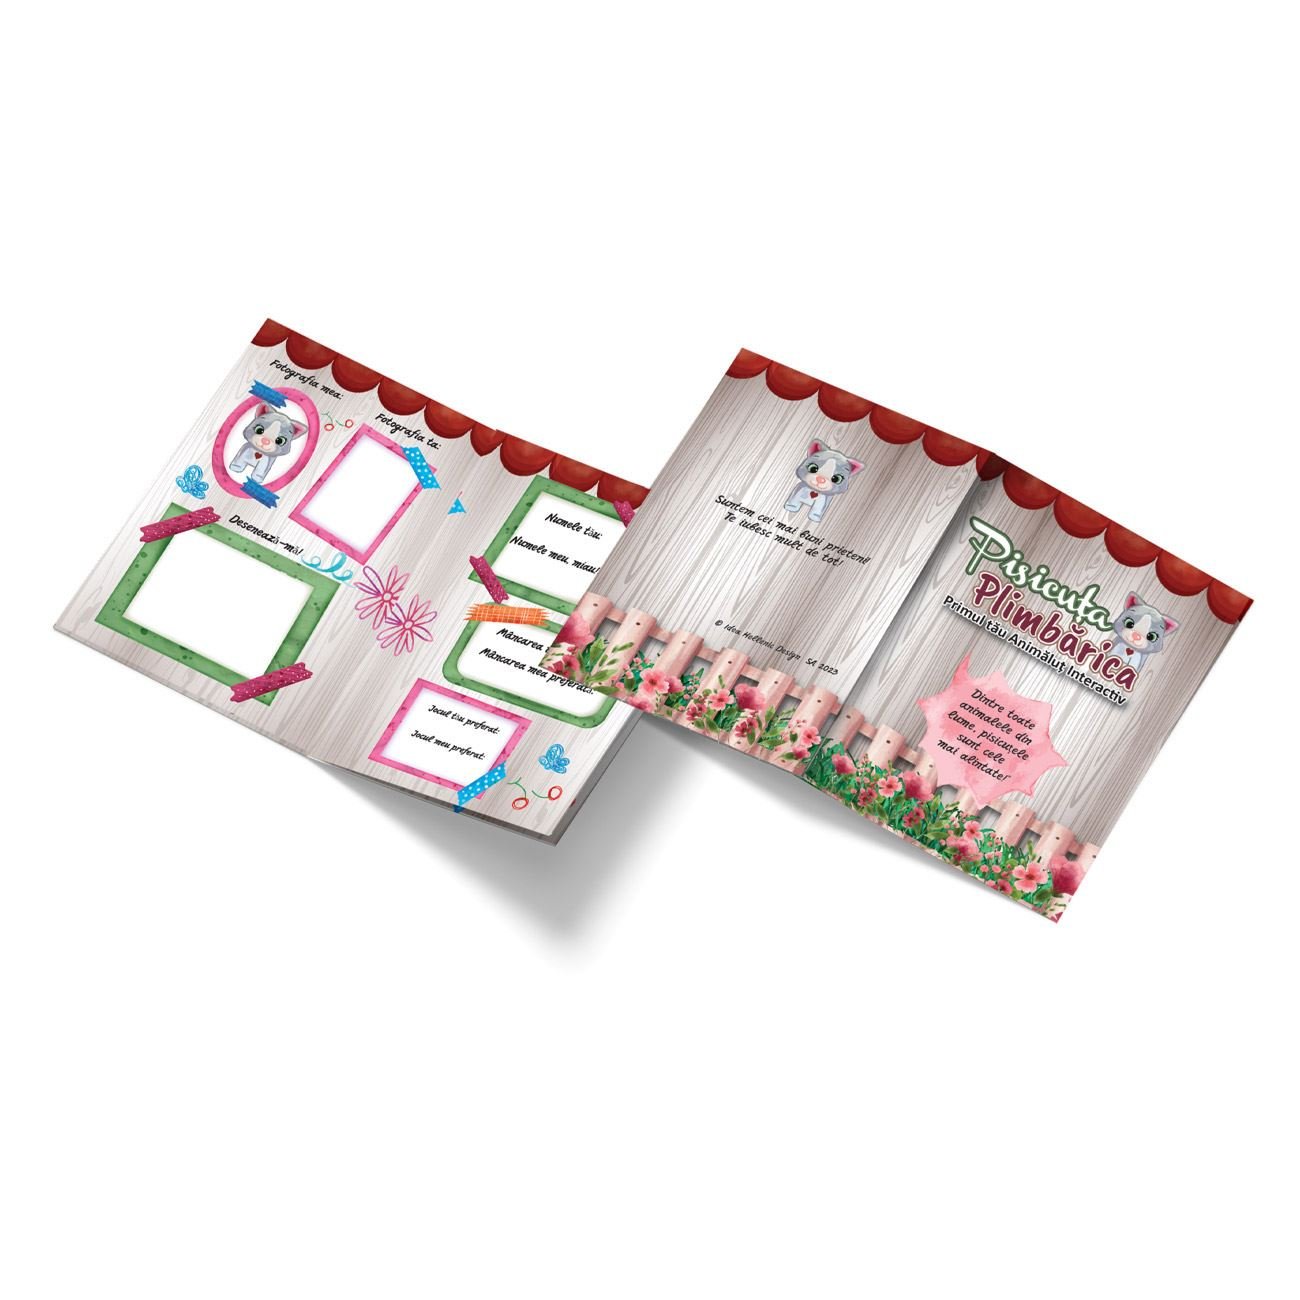 Fotografia mea:
Fotografia ta:
Desenează-mă!
Numele tău:
Numele meu, miau!
Mâncarea t
Mâncarea mea preferată:
Jocul tău preferat:
Jocul meu preferat:
Suntem cei mai buni prieteni!
Te iubesc mult de tot!
© Idea Hellenic Design SA 2023
Pisicuța
Plimbărica
Primul tău Animăluț Interactiv
Dintre toate
animalele din
lume, pisicuțele
sunt cele
mai alintate!"